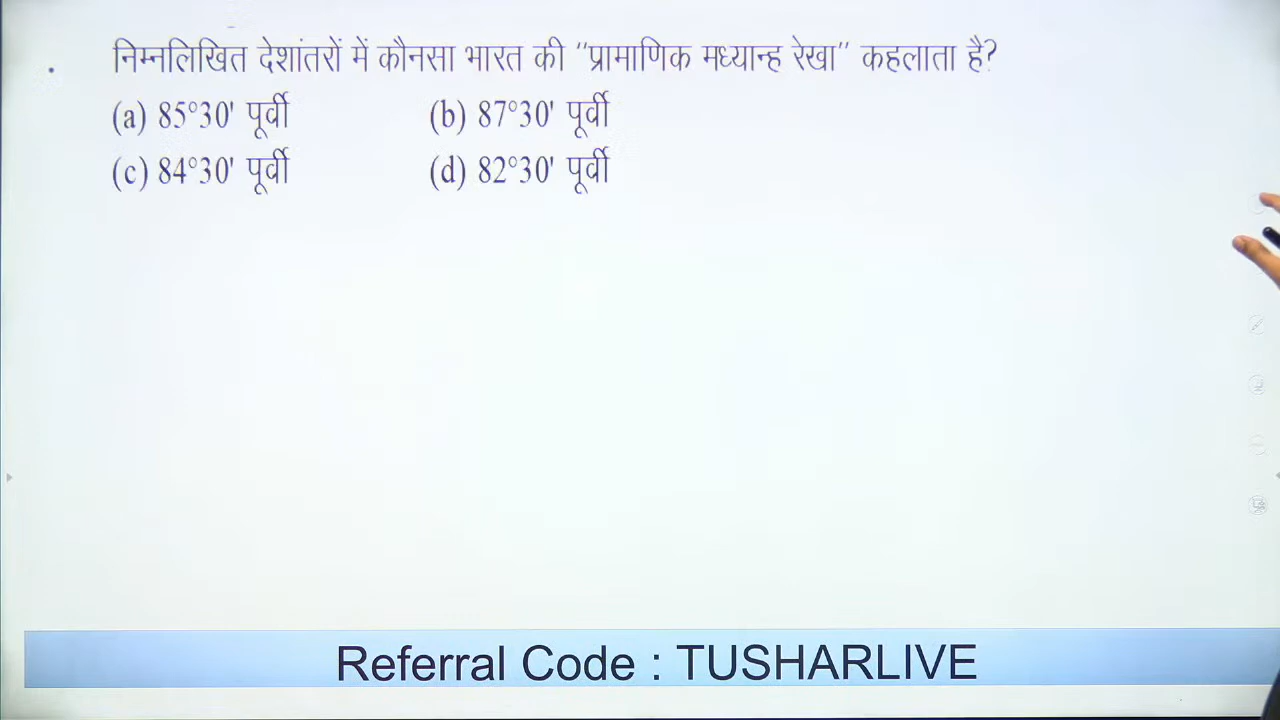 निम्नलिखित देशांतरों में कौनसा भारत की "प्रामाणिक मध्यान्ह रेखा" कहलाता है?
(a) 85°30' पूर्वी (b) 87°30' पूर्वी
(c) 84°30' पूर्वी (d) 82°30' पूर्वी
Referral Code : TUSHARLIVE